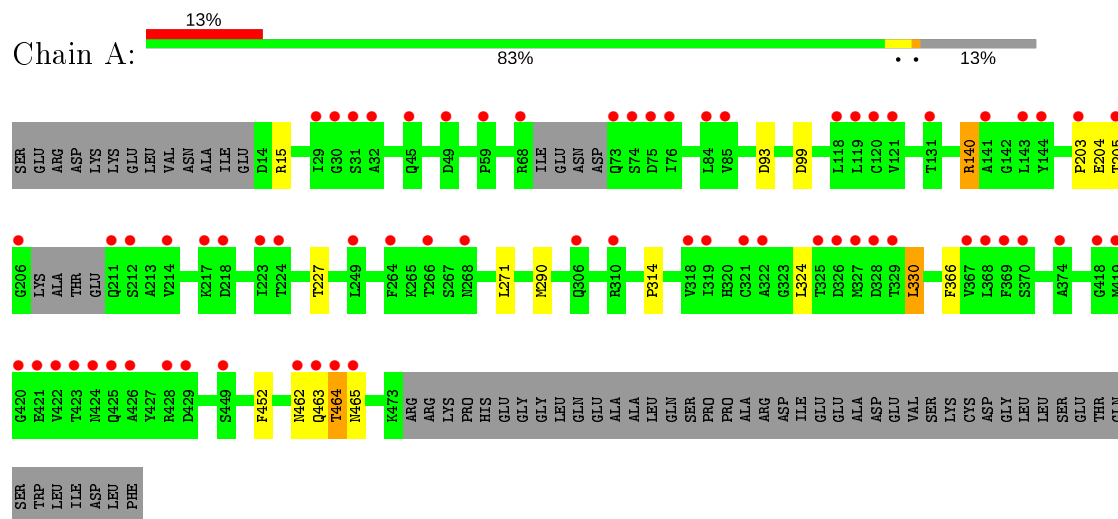 13%
Chain A:
83%
• •
13%
SER GLU ARG ASP LYS LYS GLU LEU VAL ASN ALA ILE GLU D14 R15 I29 G30 S31 A32 Q45 D49 P59 R68 ILE GLU ASN ASP Q73 S74 D75 I76 L84 V85 D93 D99 L118 L119 C120 V121 T131 R140 A141 G142 L143 Y144 P203 E204 T205
G206 LYS ALA THR GLU Q211 S212 A213 V214 K217 D218 I223 T224 T227 L249 F264 K265 T266 S267 N268 L271 M290 Q306 R310 P314 V318 I319 H320 C321 A322 G323 L324 T325 D326 M327 D328 T329 L330 F366 V367 L368 F369 S370 A374 G418 M419
G420 E421 V422 T423 N424 Q425 A426 Y427 R428 D429 S449 F452 N462 Q463 T464 N465 K473 ARG ARG LYS PRO HIS GLU GLY GLY LEU GLN GLU ALA ALA LEU GLN SER PRO PRO ALA ARG ASP ILE GLU GLU ALA ASP GLU VAL SER LYS CYS ASP GLY LEU LEU SER GLU THR GLN
SER TRP LEU ILE ASP LEU PHE